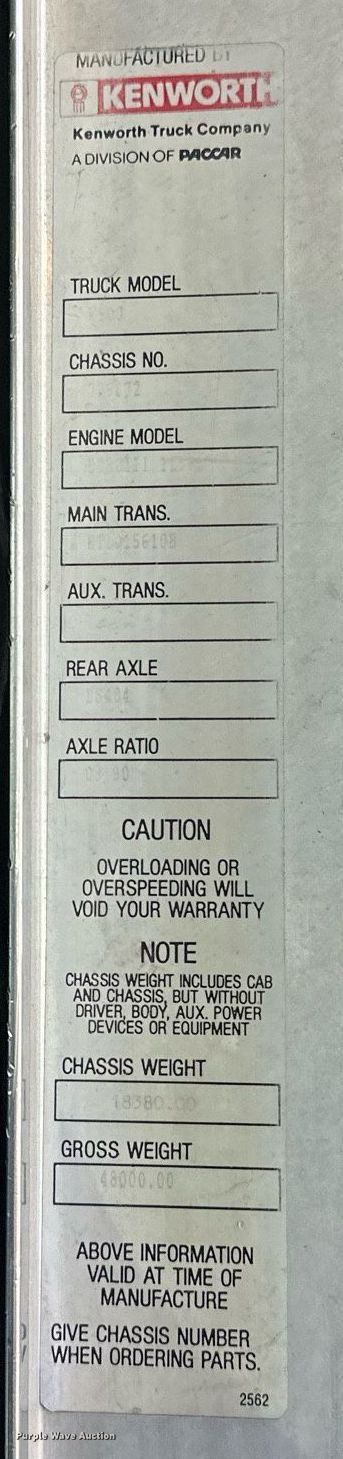 MANUFACTURED BY
KENWORTH
Kenworth Truck Company
A DIVISION OF PACCAR
TRUCK MODEL
CHASSIS NO.
ENGINE MODEL
MAIN TRANS.
AUX. TRANS.
REAR AXLE
AXLE RATIO
CAUTION
OVERLOADING OR
OVERSPEEDING WILL
VOID YOUR WARRANTY
NOTE
CHASSIS WEIGHT INCLUDES CAB
AND CHASSIS, BUT WITHOUT
DRIVER, BODY, AUX. POWER
DEVICES OR EQUIPMENT
CHASSIS WEIGHT
18380.00
GROSS WEIGHT
48000.00
ABOVE INFORMATION
VALID AT TIME OF
MANUFACTURE
GIVE CHASSIS NUMBER
WHEN ORDERING PARTS.
2562
Purple Wave Auction